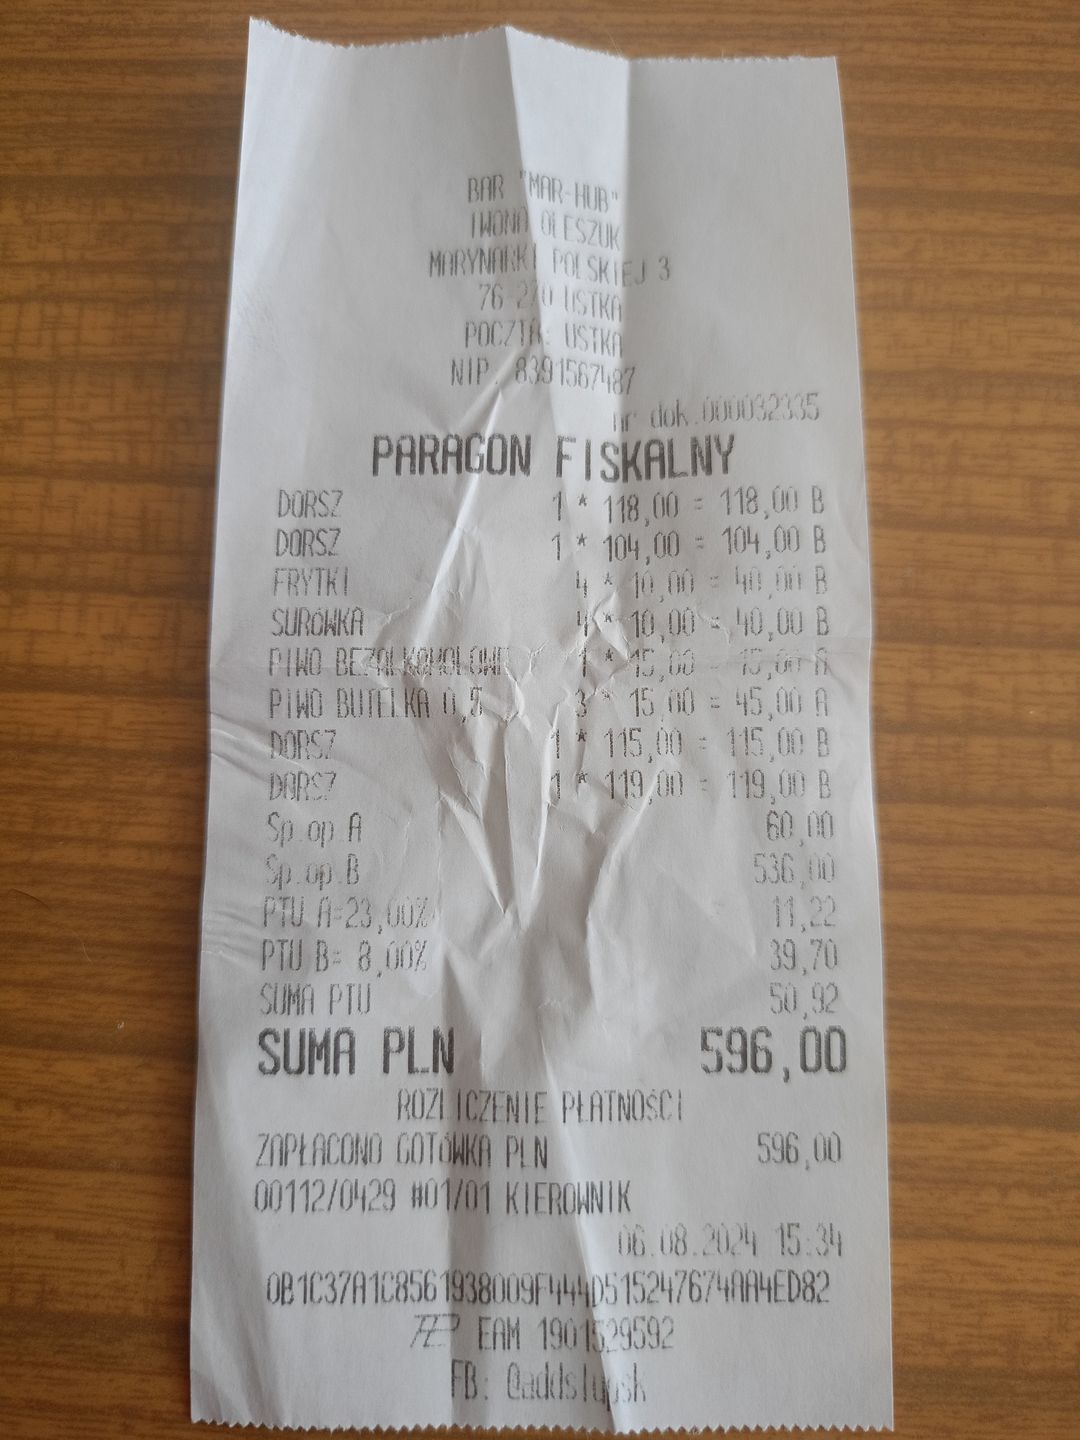 BAR "MAR-HUB"
IWONA OLESZUK
MARYNARKI POLSKIEJ 3
76-270 USTKA
POCZTA: USTKA
NIP. 8391567487
nr dok.000032335
PARAGON FISKALNY
DORSZ 1 * 118,00 = 118,00 B
DORSZ 1 * 104,00 = 104,00 B
FRYTKI 4 * 10,00 = 40,00 B
SURÓWKA 4 * 10,00 = 40,00 B
PIWO BEZALKOHOLOWE 1 * 15,00 = 15,00 A
PIWO BUTELKA 0,5 3 * 15,00 = 45,00 A
DORSZ 1 * 115,00 = 115,00 B
DORSZ 1 * 119,00 = 119,00 B
Sp.op.A 60,00
Sp.op.B 536,00
PTU A=23,00% 11,22
PTU B= 8,00% 39,70
SUMA PTU 50,92
SUMA PLN 596,00
ROZLICZENIE PŁATNOŚCI
ZAPŁACONO GOTÓWKA PLN 596,00
00112/0429 #01/01 KIEROWNIK
06.08.2024 15:34
0B1C37A1C8561938009F444D515247674AA4ED82
EAM 1901529592
FB: @addslupsk